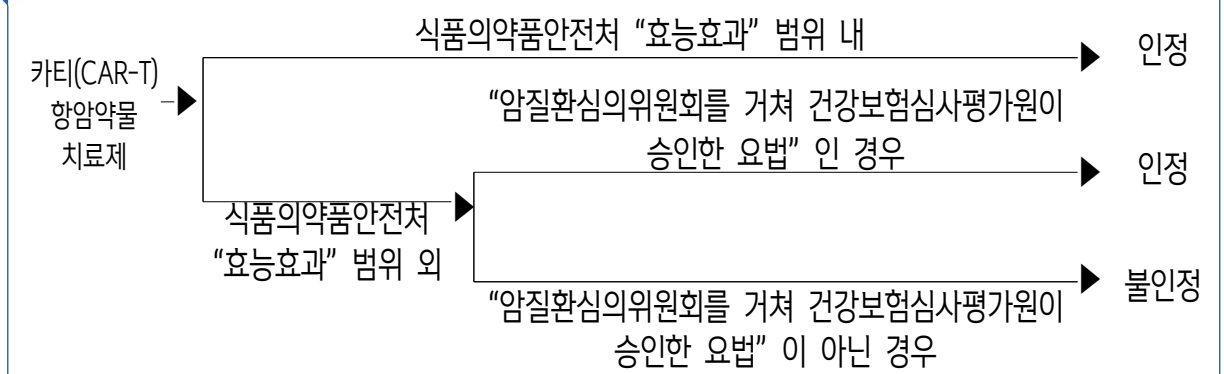 식품의약품안전처 “효능효과” 범위 내
인정
카티(CAR-T)
항암약물
치료제
“암질환심의위원회를 거쳐 건강보험심사평가원이
승인한 요법” 인 경우
인정
식품의약품안전처
“효능효과” 범위 외
불인정
“암질환심의위원회를 거쳐 건강보험심사평가원이
승인한 요법” 이 아닌 경우